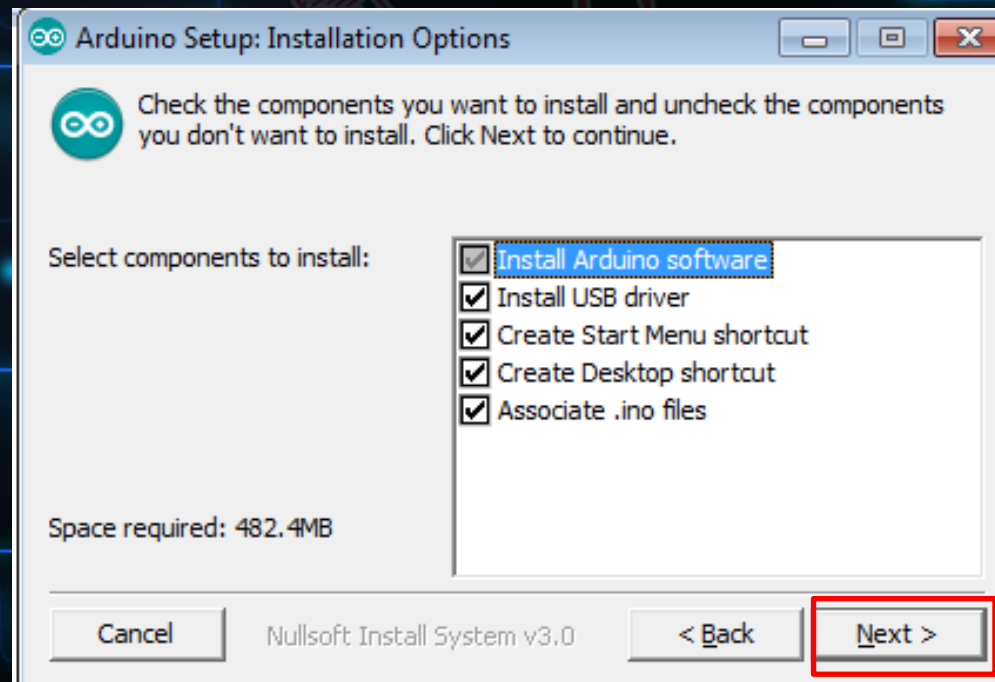 Arduino Setup: Installation Options
Check the components you want to install and uncheck the components
you don't want to install. Click Next to continue.
Select components to install:
Install Arduino software
Install USB driver
Create Start Menu shortcut
Create Desktop shortcut
Associate .ino files
Space required: 482.4MB
Cancel
Nullsoft Install System v3.0
< Back
Next >